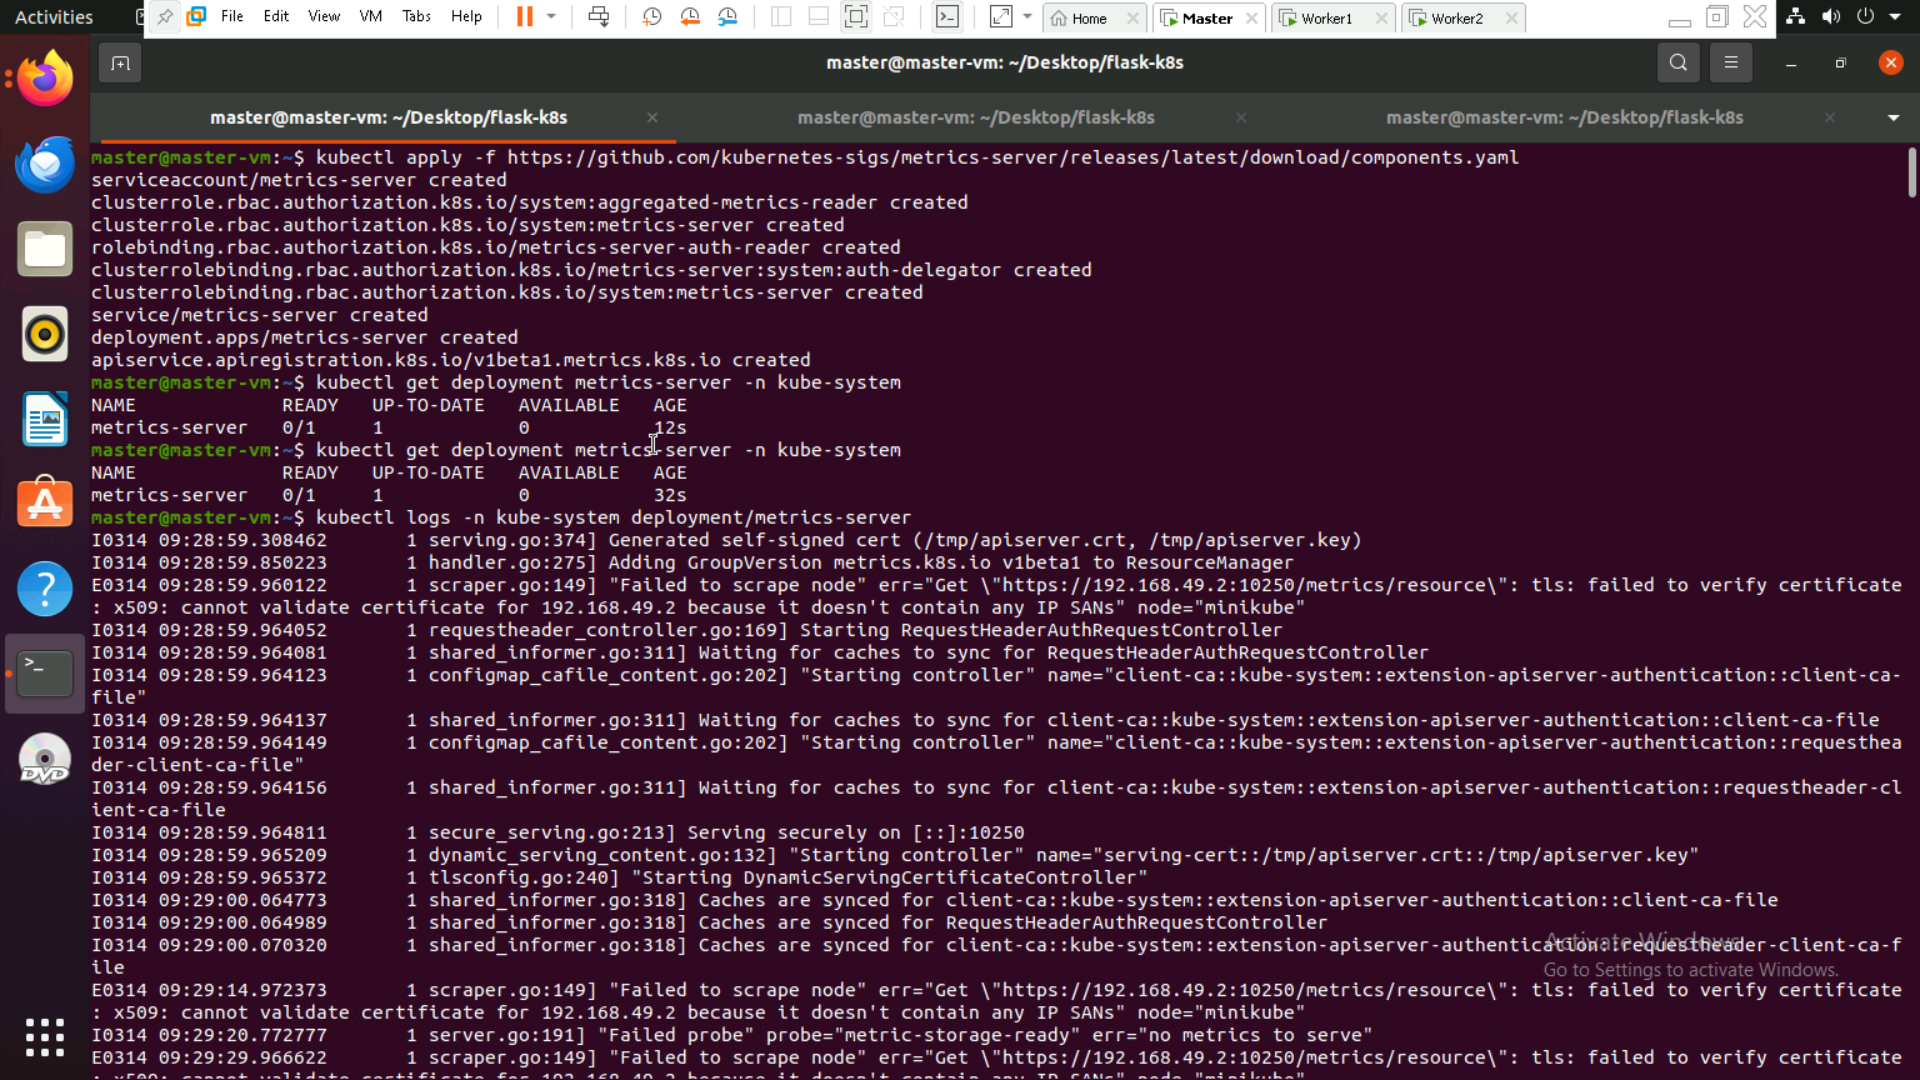 Activities
File Edit View VM Tabs Help
Home
Master
Worker1
Worker2
master@master-vm: ~/Desktop/flask-k8s
master@master-vm: ~/Desktop/flask-k8s
master@master-vm: ~/Desktop/flask-k8s
master@master-vm: ~/Desktop/flask-k8s
master@master-vm:~$ kubectl apply -f https://github.com/kubernetes-sigs/metrics-server/releases/latest/download/components.yaml
serviceaccount/metrics-server created
clusterrole.rbac.authorization.k8s.io/system:aggregated-metrics-reader created
clusterrole.rbac.authorization.k8s.io/system:metrics-server created
rolebinding.rbac.authorization.k8s.io/metrics-server-auth-reader created
clusterrolebinding.rbac.authorization.k8s.io/metrics-server:system:auth-delegator created
clusterrolebinding.rbac.authorization.k8s.io/system:metrics-server created
service/metrics-server created
deployment.apps/metrics-server created
apiservice.apiregistration.k8s.io/v1beta1.metrics.k8s.io created
master@master-vm:~$ kubectl get deployment metrics-server -n kube-system
NAME READY UP-TO-DATE AVAILABLE AGE
metrics-server 0/1 1 0 12s
master@master-vm:~$ kubectl get deployment metrics-server -n kube-system
NAME READY UP-TO-DATE AVAILABLE AGE
metrics-server 0/1 1 0 32s
master@master-vm:~$ kubectl logs -n kube-system deployment/metrics-server
I0314 09:28:59.308462 1 serving.go:374] Generated self-signed cert (/tmp/apiserver.crt, /tmp/apiserver.key)
I0314 09:28:59.850223 1 handler.go:275] Adding GroupVersion metrics.k8s.io v1beta1 to ResourceManager
E0314 09:28:59.960122 1 scraper.go:149] "Failed to scrape node" err="Get \"https://192.168.49.2:10250/metrics/resource\": tls: failed to verify certificate
: x509: cannot validate certificate for 192.168.49.2 because it doesn't contain any IP SANs" node="minikube"
I0314 09:28:59.964052 1 requestheader_controller.go:169] Starting RequestHeaderAuthRequestController
I0314 09:28:59.964081 1 shared_informer.go:311] Waiting for caches to sync for RequestHeaderAuthRequestController
I0314 09:28:59.964123 1 configmap_cafile_content.go:202] "Starting controller" name="client-ca::kube-system::extension-apiserver-authentication::client-ca-
file"
I0314 09:28:59.964137 1 shared_informer.go:311] Waiting for caches to sync for client-ca::kube-system::extension-apiserver-authentication::client-ca-file
I0314 09:28:59.964149 1 configmap_cafile_content.go:202] "Starting controller" name="client-ca::kube-system::extension-apiserver-authentication::requesthea
der-client-ca-file"
I0314 09:28:59.964156 1 shared_informer.go:311] Waiting for caches to sync for client-ca::kube-system::extension-apiserver-authentication::requestheader-cl
ient-ca-file
I0314 09:28:59.964811 1 secure_serving.go:213] Serving securely on [::]:10250
I0314 09:28:59.965209 1 dynamic_serving_content.go:132] "Starting controller" name="serving-cert::/tmp/apiserver.crt::/tmp/apiserver.key"
I0314 09:28:59.965372 1 tlsconfig.go:240] "Starting DynamicServingCertificateController"
I0314 09:29:00.064773 1 shared_informer.go:318] Caches are synced for client-ca::kube-system::extension-apiserver-authentication::client-ca-file
I0314 09:29:00.064989 1 shared_informer.go:318] Caches are synced for RequestHeaderAuthRequestController
I0314 09:29:00.070320 1 shared_informer.go:318] Caches are synced for client-ca::kube-system::extension-apiserver-authentication::requestheader-client-ca-f
ile
E0314 09:29:14.972373 1 scraper.go:149] "Failed to scrape node" err="Get \"https://192.168.49.2:10250/metrics/resource\": tls: failed to verify certificate
: x509: cannot validate certificate for 192.168.49.2 because it doesn't contain any IP SANs" node="minikube"
I0314 09:29:20.772777 1 server.go:191] "Failed probe" probe="metric-storage-ready" err="no metrics to serve"
E0314 09:29:29.966622 1 scraper.go:149] "Failed to scrape node" err="Get \"https://192.168.49.2:10250/metrics/resource\": tls: failed to verify certificate
: x509: cannot validate certificate for 192.168.49.2 because it doesn't contain any IP SANs" node="minikube"
Activate Windows
Go to Settings to activate Windows.
DVD